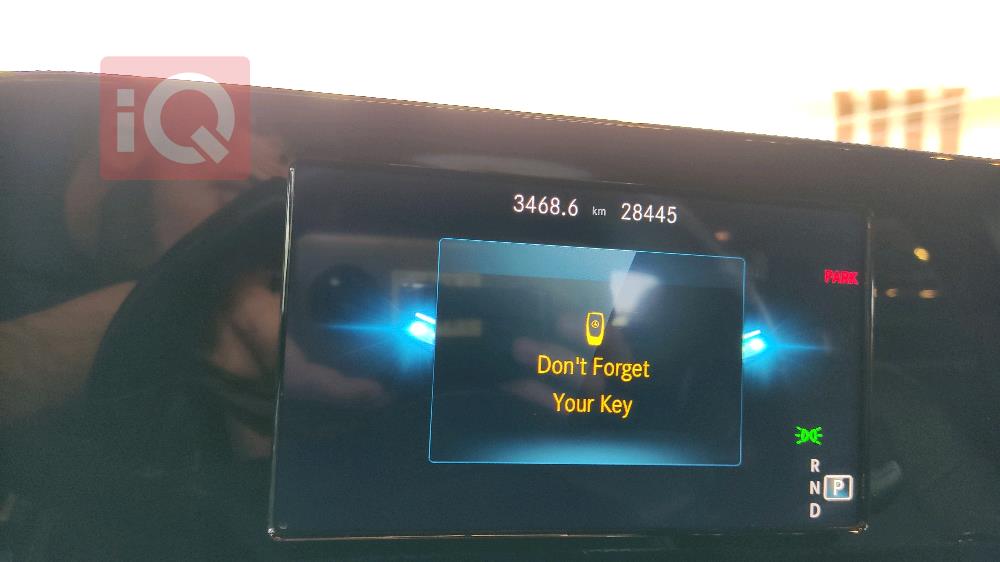 iQ
3468.6 km 28445
PARK
Don't Forget
Your Key
R
N P
D